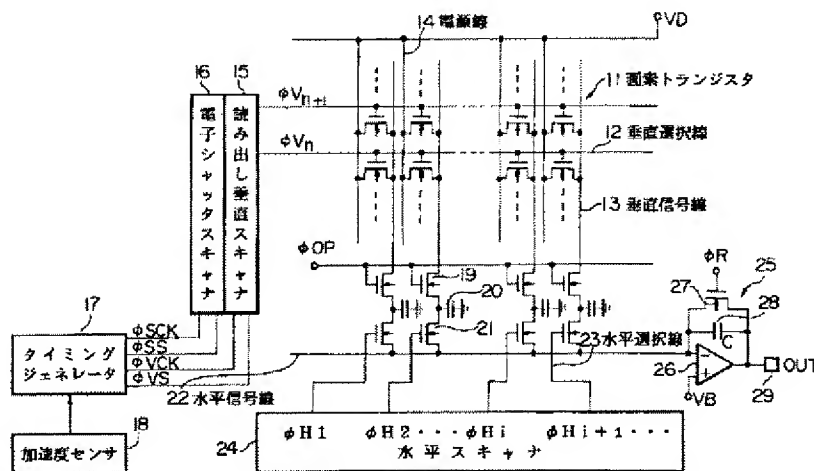 14 電源線
VD
16
15
11 画素トランジスタ
φVn+1
φVn
12 垂直選択線
電子シャッタスキャナ
読み出し垂直スキャナ
13 垂直信号線
φOP
19
20
21
φR
27
25
28
C
17
タイミング
ジェネレータ
φSCK
φSS
φVCK
φVS
23 水平選択線
26
−
+
VB
OUT
29
22 水平信号線
18
加速度センサ
24
φH1 φH2・・・φHi φHi+1・・・
水平スキャナ